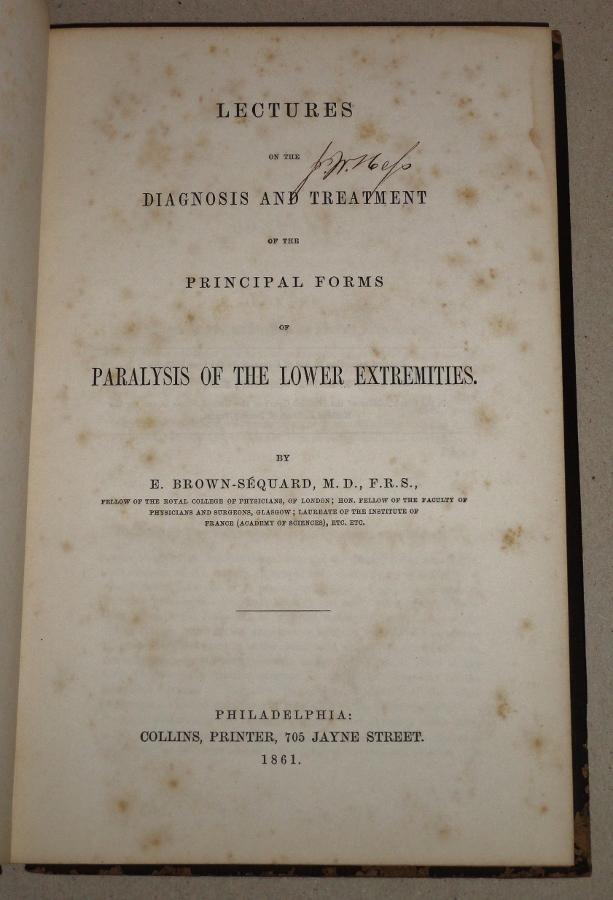 LECTURES
ON THE
DIAGNOSIS AND TREATMENT
OF THE
PRINCIPAL FORMS
OF
PARALYSIS OF THE LOWER EXTREMITIES.
BY
E. BROWN-SÉQUARD, M.D., F.R.S.,
FELLOW OF THE ROYAL COLLEGE OF PHYSICIANS, OF LONDON; HON. FELLOW OF THE FACULTY OF
PHYSICIANS AND SURGEONS, GLASGOW; LAUREATE OF THE INSTITUTE OF
FRANCE (ACADEMY OF SCIENCES), ETC. ETC.
PHILADELPHIA:
COLLINS, PRINTER, 705 JAYNE STREET.
1861.